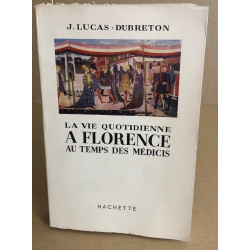 J. LUCAS-DUBRETON
LA VIE QUOTIDIENNE
A FLORENCE
AU TEMPS DES MÉDICIS
HACHETTE